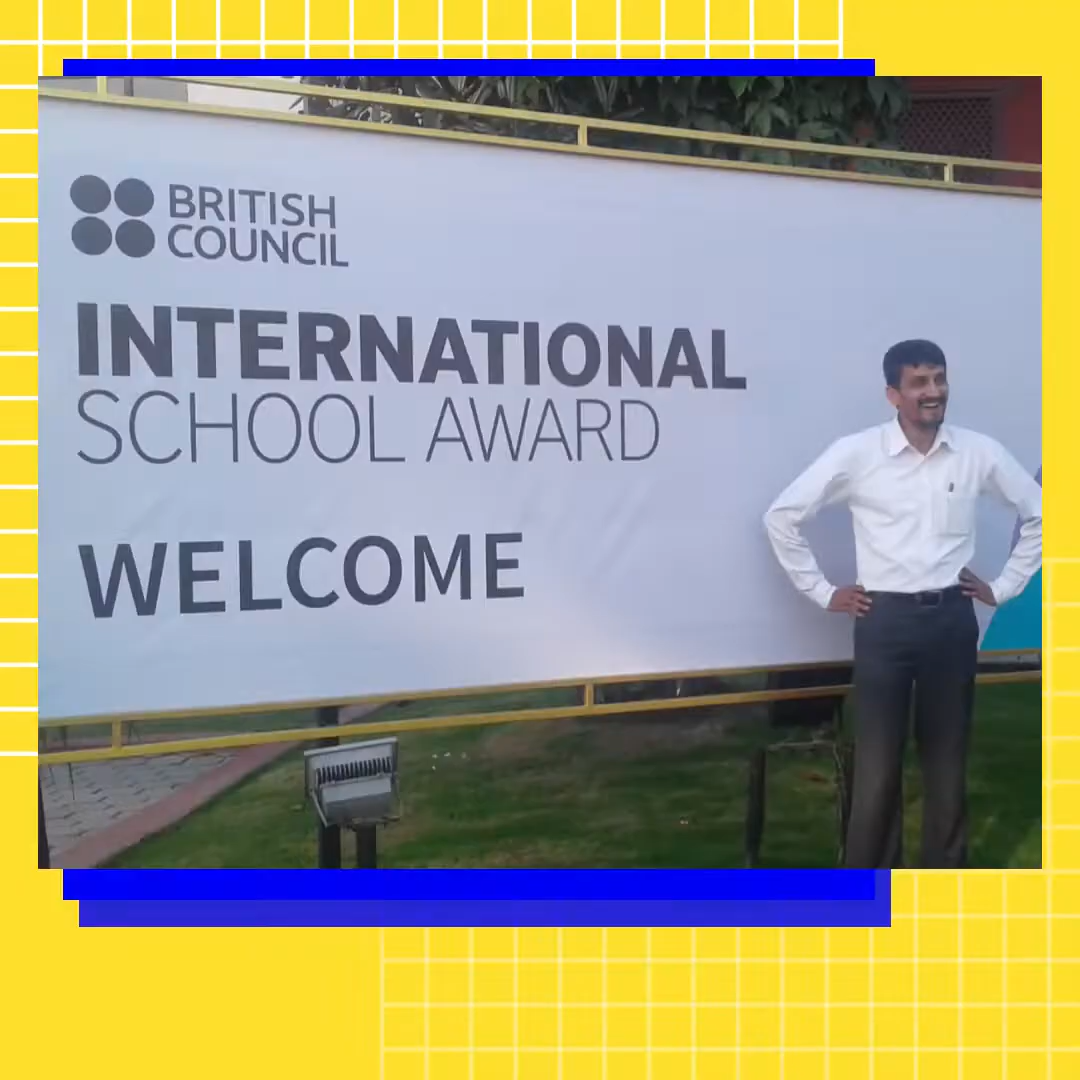 BRITISH
COUNCIL
INTERNATIONAL
SCHOOL AWARD
WELCOME